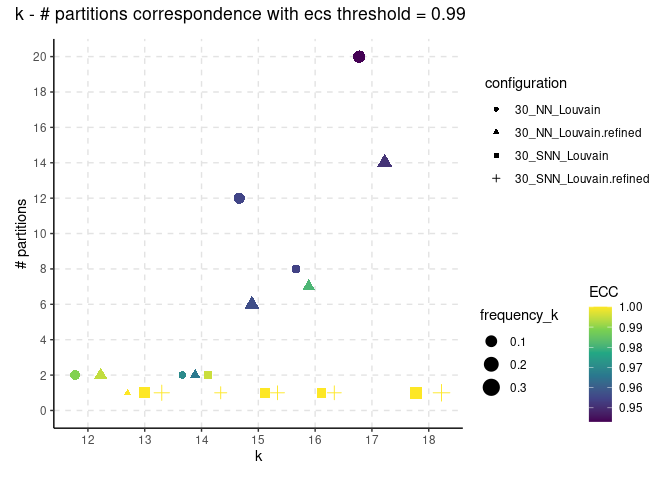 k - # partitions correspondence with ecs threshold = 0.99
# partitions
20
18
16
14
12
10
8
6
4
2
0
12 13 14 15 16 17 18
k
configuration
30_NN_Louvain
30_NN_Louvain.refined
30_SNN_Louvain
30_SNN_Louvain.refined
frequency_k
0.1
0.2
0.3
ECC
1.00
0.99
0.98
0.97
0.96
0.95